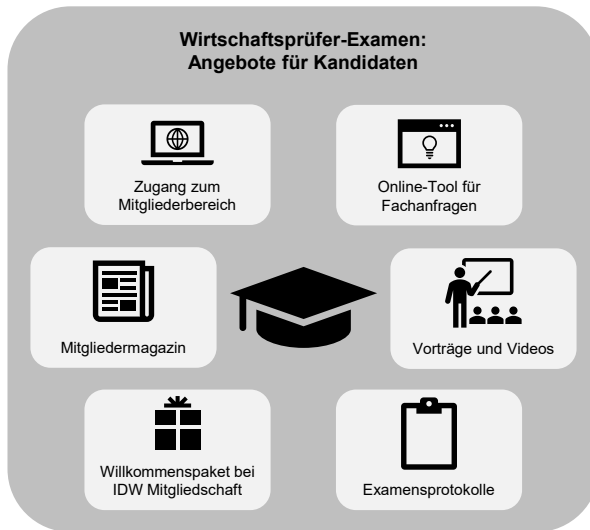 Wirtschaftsprüfer-Examen:
Angebote für Kandidaten
Zugang zum
Mitgliederbereich
Online-Tool für
Fachanfragen
Mitgliedermagazin
Vorträge und Videos
Willkommenspaket bei
IDW Mitgliedschaft
Examensprotokolle